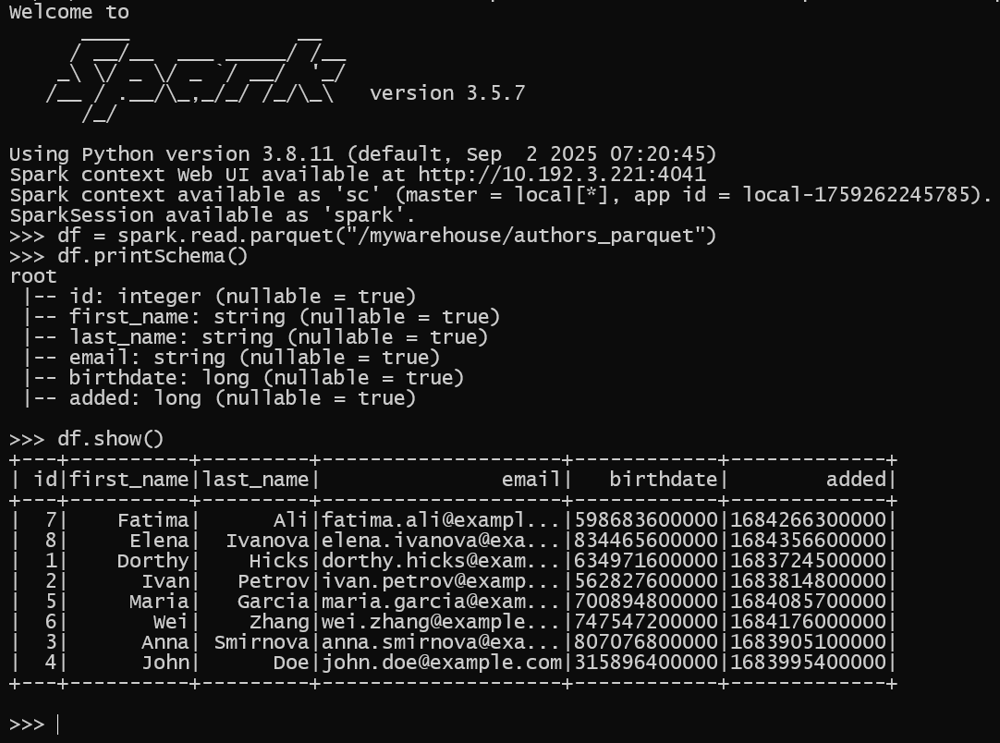 Welcome to
      ____              __
     / __/__  ___ _____/ /__
    _\ \/ _ \/ _ `/ __/  '_/
   /__ / .__/\_,_/_/ /_/\_\   version 3.5.7
      /_/

Using Python version 3.8.11 (default, Sep  2 2025 07:20:45)
Spark context Web UI available at http://10.192.3.221:4041
Spark context available as 'sc' (master = local[*], app id = local-1759262245785).
SparkSession available as 'spark'.
>>> df = spark.read.parquet("/mywarehouse/authors_parquet")
>>> df.printSchema()
root
 |-- id: integer (nullable = true)
 |-- first_name: string (nullable = true)
 |-- last_name: string (nullable = true)
 |-- email: string (nullable = true)
 |-- birthdate: long (nullable = true)
 |-- added: long (nullable = true)

>>> df.show()
+---+----------+---------+--------------------+------------+-------------+
| id|first_name|last_name|               email|   birthdate|        added|
+---+----------+---------+--------------------+------------+-------------+
|  7|    Fatima|      Ali|fatima.ali@exampl...|598683600000|1684266300000|
|  8|     Elena|  Ivanova|elena.ivanova@exa...|834465600000|1684356600000|
|  1|    Dorthy|    Hicks|dorthy.hicks@exam...|634971600000|1683724500000|
|  2|      Ivan|   Petrov|ivan.petrov@examp...|562827600000|1683814800000|
|  5|     Maria|   Garcia|maria.garcia@exam...|700894800000|1684085700000|
|  6|       Wei|    Zhang|wei.zhang@example...|747547200000|1684176000000|
|  3|      Anna| Smirnova|anna.smirnova@exa...|807076800000|1683905100000|
|  4|      John|      Doe|john.doe@example.com|315896400000|1683995400000|
+---+----------+---------+--------------------+------------+-------------+

>>>